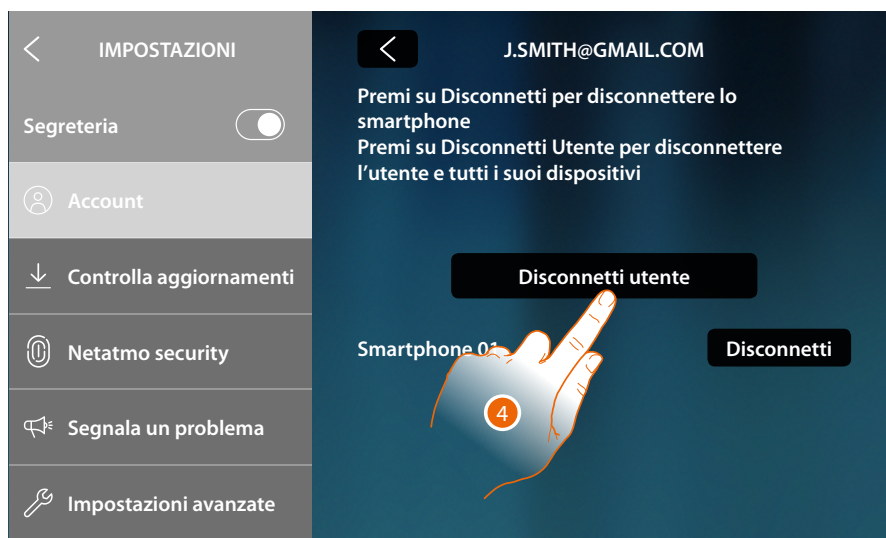 IMPOSTAZIONI
Segreteria
Account
Controlla aggiornamenti
Netatmo security
Segnala un problema
Impostazioni avanzate
J.SMITH@GMAIL.COM
Premi su Disconnetti per disconnettere lo
smartphone
Premi su Disconnetti Utente per disconnettere
l'utente e tutti i suoi dispositivi
Disconnetti utente
Smartphone 01
Disconnetti
4